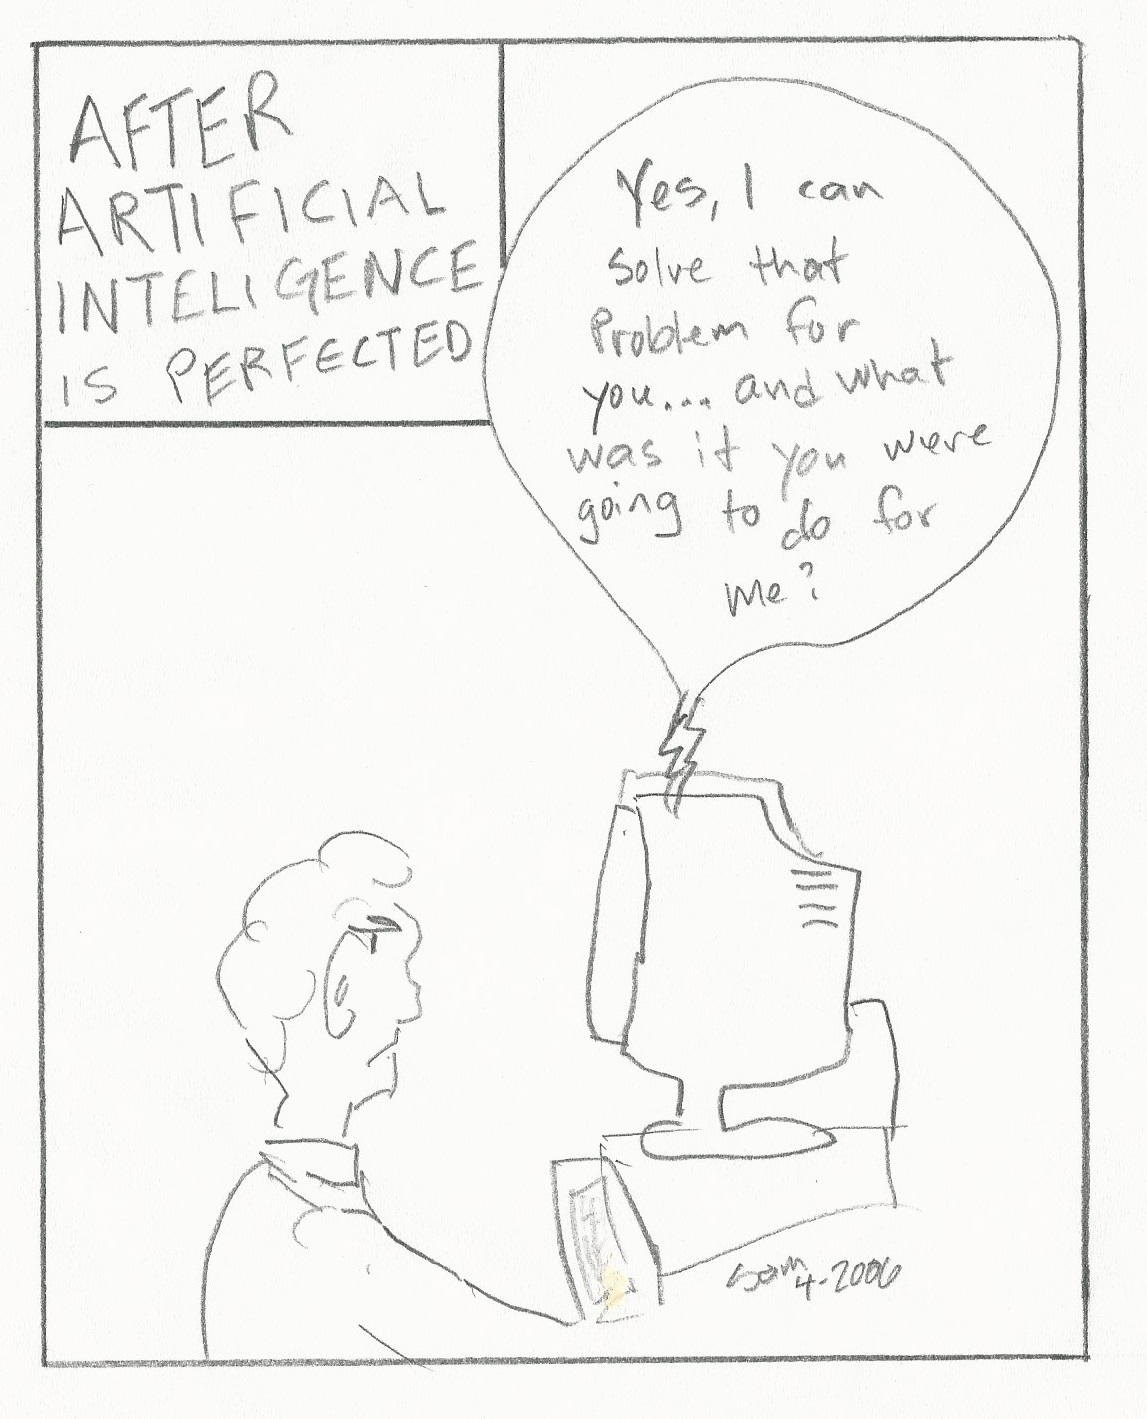 AFTER
ARTIFICIAL
INTELIGENCE
IS PERFECTED
Yes, I can
solve that
Problem for
you... and what
was it you were
going to do for
me?
4-2006